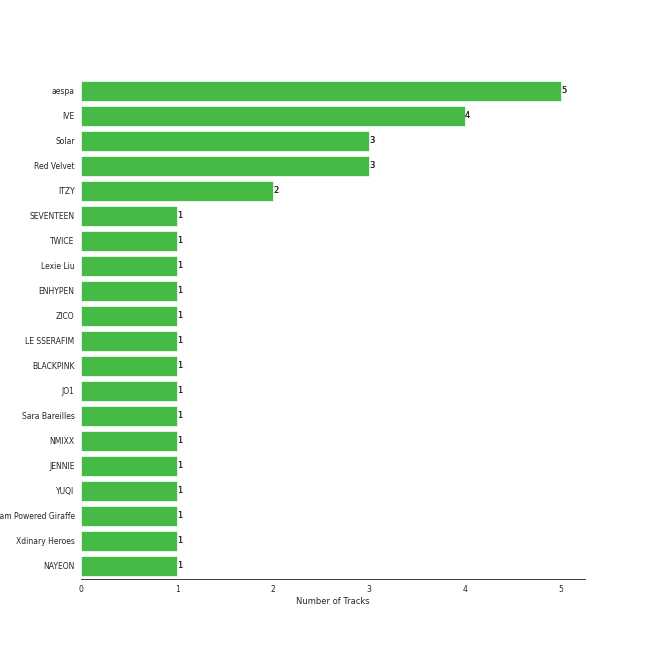 aespa 5
IVE 4
Solar 3
Red Velvet 3
ITZY 2
SEVENTEEN 1
TWICE 1
Lexie Liu 1
ENHYPEN 1
ZICO 1
LE SSERAFIM 1
BLACKPINK 1
JO1 1
Sara Bareilles 1
NMIXX 1
JENNIE 1
YUQI 1
am Powered Giraffe 1
Xdinary Heroes 1
NAYEON 1
0 1 2 3 4 5
Number of Tracks